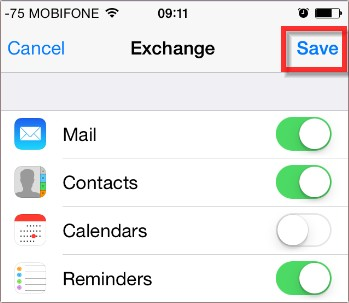 -75 MOBIFONE 09:11
Cancel Exchange Save
Mail
Contacts
Calendars
Reminders